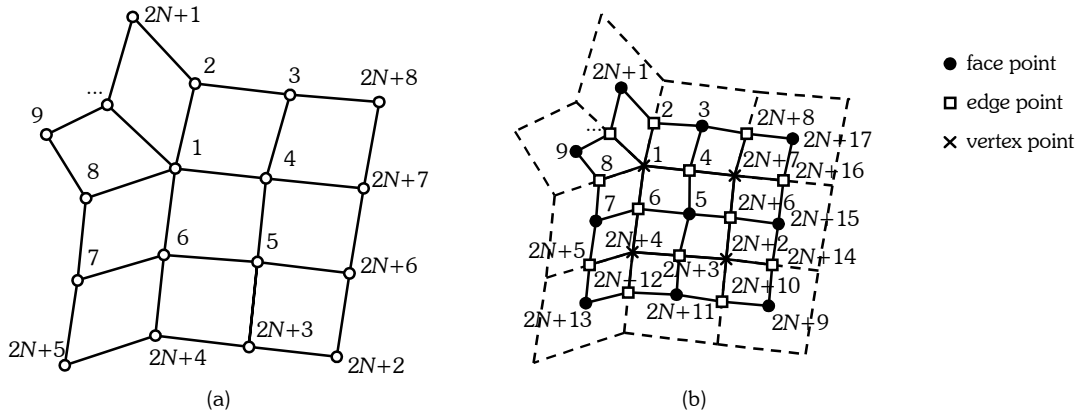 2N+1
2
3
2N+8
...
9
1
4
8
2N+7
6
5
7
2N+6
2N+5
2N+4
2N+3
2N+2
(a)
2N+1
2
3
2N+8
2N+17
...
9
8
1
4
2N+7
2N+16
7
6
5
2N+6
2N+15
2N+5
2N+4
2N+3
2N+2
2N+14
2N+12
2N+10
2N+13
2N+11
2N+9
(b)
face point
edge point
vertex point